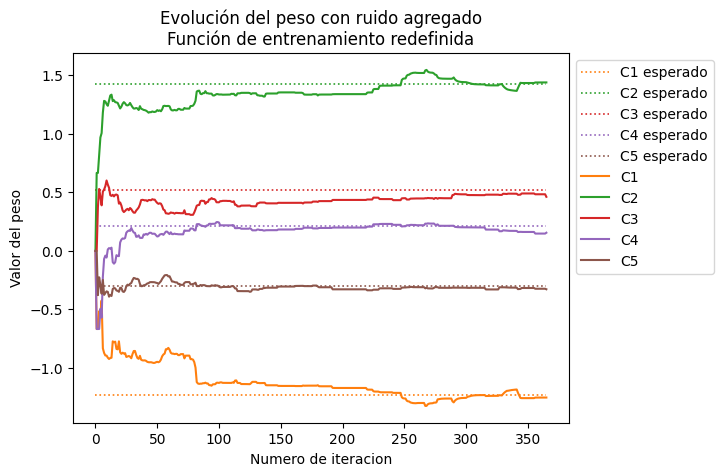 Evolución del peso con ruido agregado
Función de entrenamiento redefinida
Valor del peso
1.5
1.0
0.5
0.0
−0.5
−1.0
0
50
100
150
200
250
300
350
Numero de iteracion
C1 esperado
C2 esperado
C3 esperado
C4 esperado
C5 esperado
C1
C2
C3
C4
C5